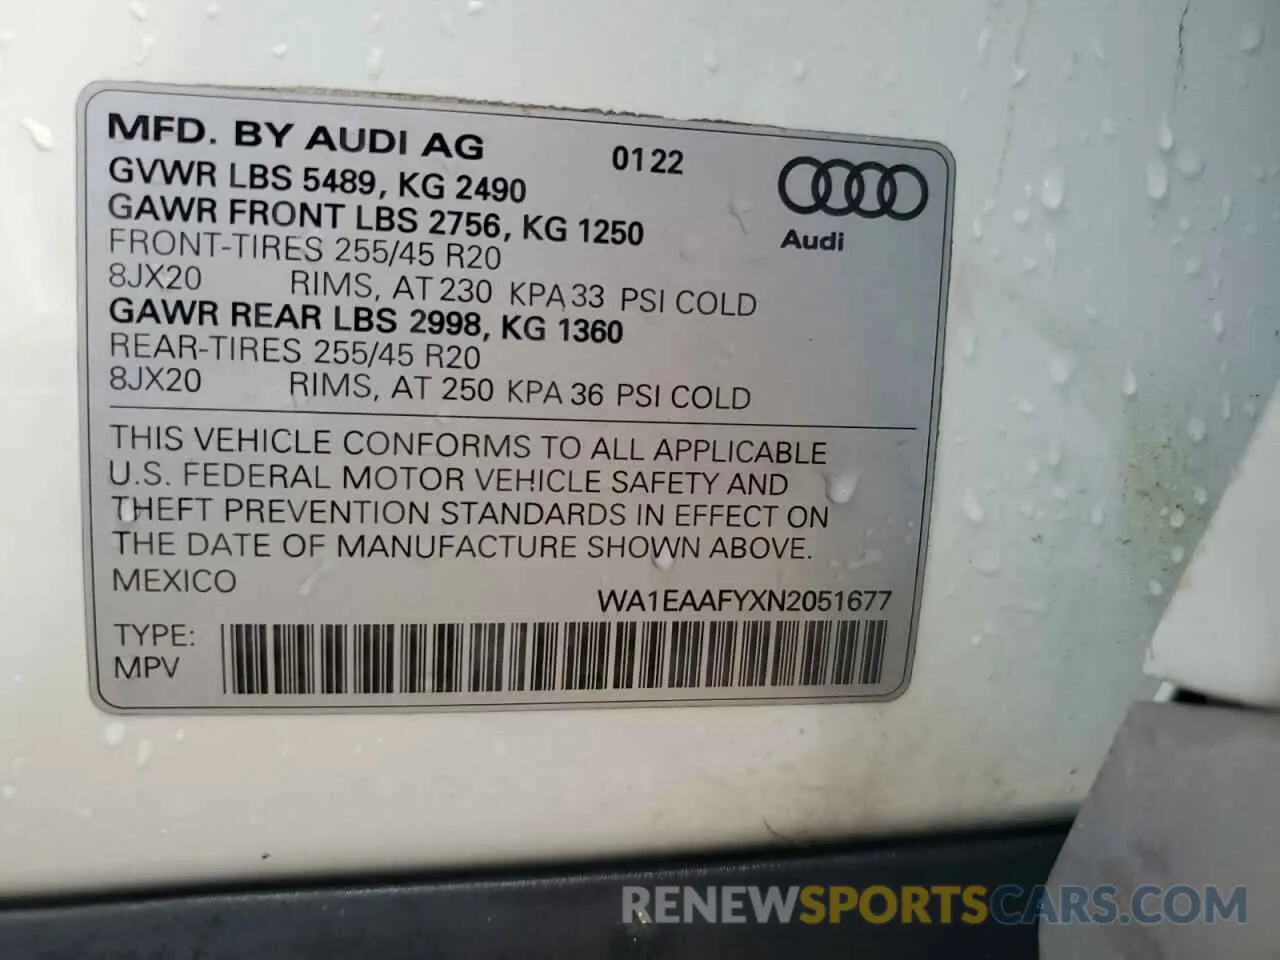 MFD. BY AUDI AG 0122
GVWR LBS 5489, KG 2490
GAWR FRONT LBS 2756, KG 1250
Audi
FRONT-TIRES 255/45 R20
8JX20 RIMS, AT 230 KPA 33 PSI COLD
GAWR REAR LBS 2998, KG 1360
REAR-TIRES 255/45 R20
8JX20 RIMS, AT 250 KPA 36 PSI COLD
THIS VEHICLE CONFORMS TO ALL APPLICABLE
U.S. FEDERAL MOTOR VEHICLE SAFETY AND
THEFT PREVENTION STANDARDS IN EFFECT ON
THE DATE OF MANUFACTURE SHOWN ABOVE.
MEXICO
WA1EAAFYXN2051677
TYPE:
MPV
RENEWSPORTSCARS.COM